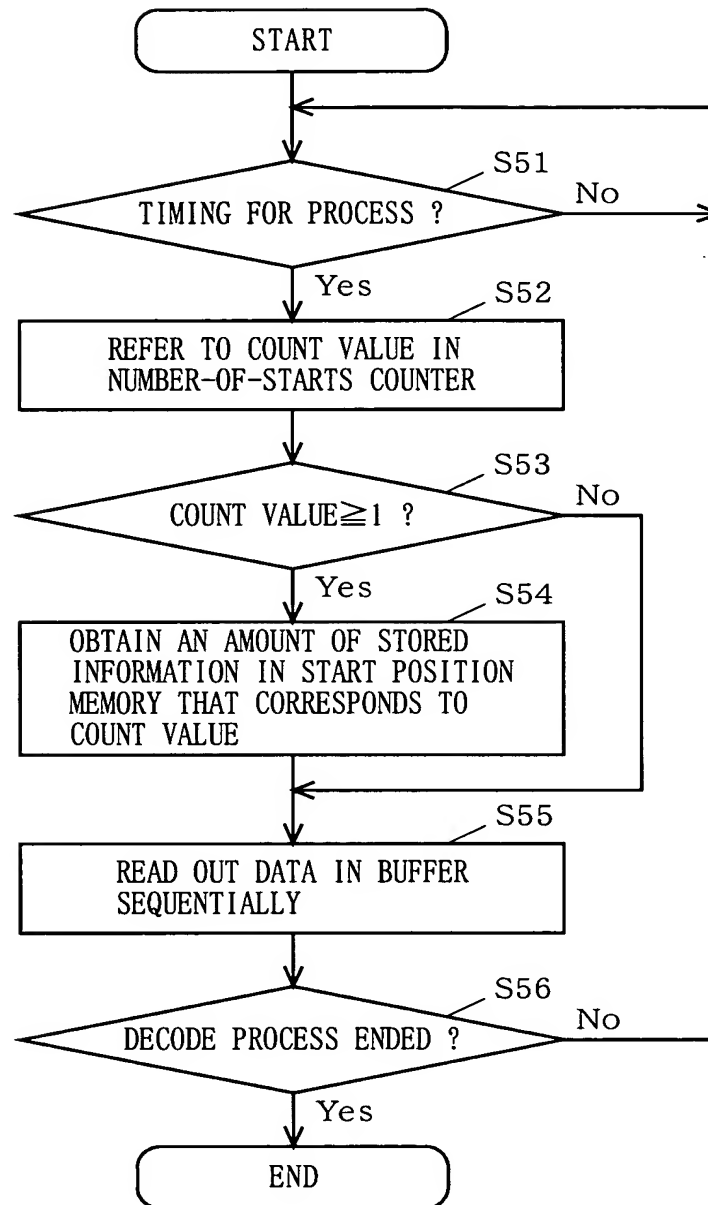 START
S51
TIMING FOR PROCESS ?
No
Yes
S52
REFER TO COUNT VALUE IN
NUMBER-OF-STARTS COUNTER
S53
COUNT VALUE≧1 ?
No
Yes
S54
OBTAIN AN AMOUNT OF STORED
INFORMATION IN START POSITION
MEMORY THAT CORRESPONDS TO
COUNT VALUE
S55
READ OUT DATA IN BUFFER
SEQUENTIALLY
S56
DECODE PROCESS ENDED ?
No
Yes
END